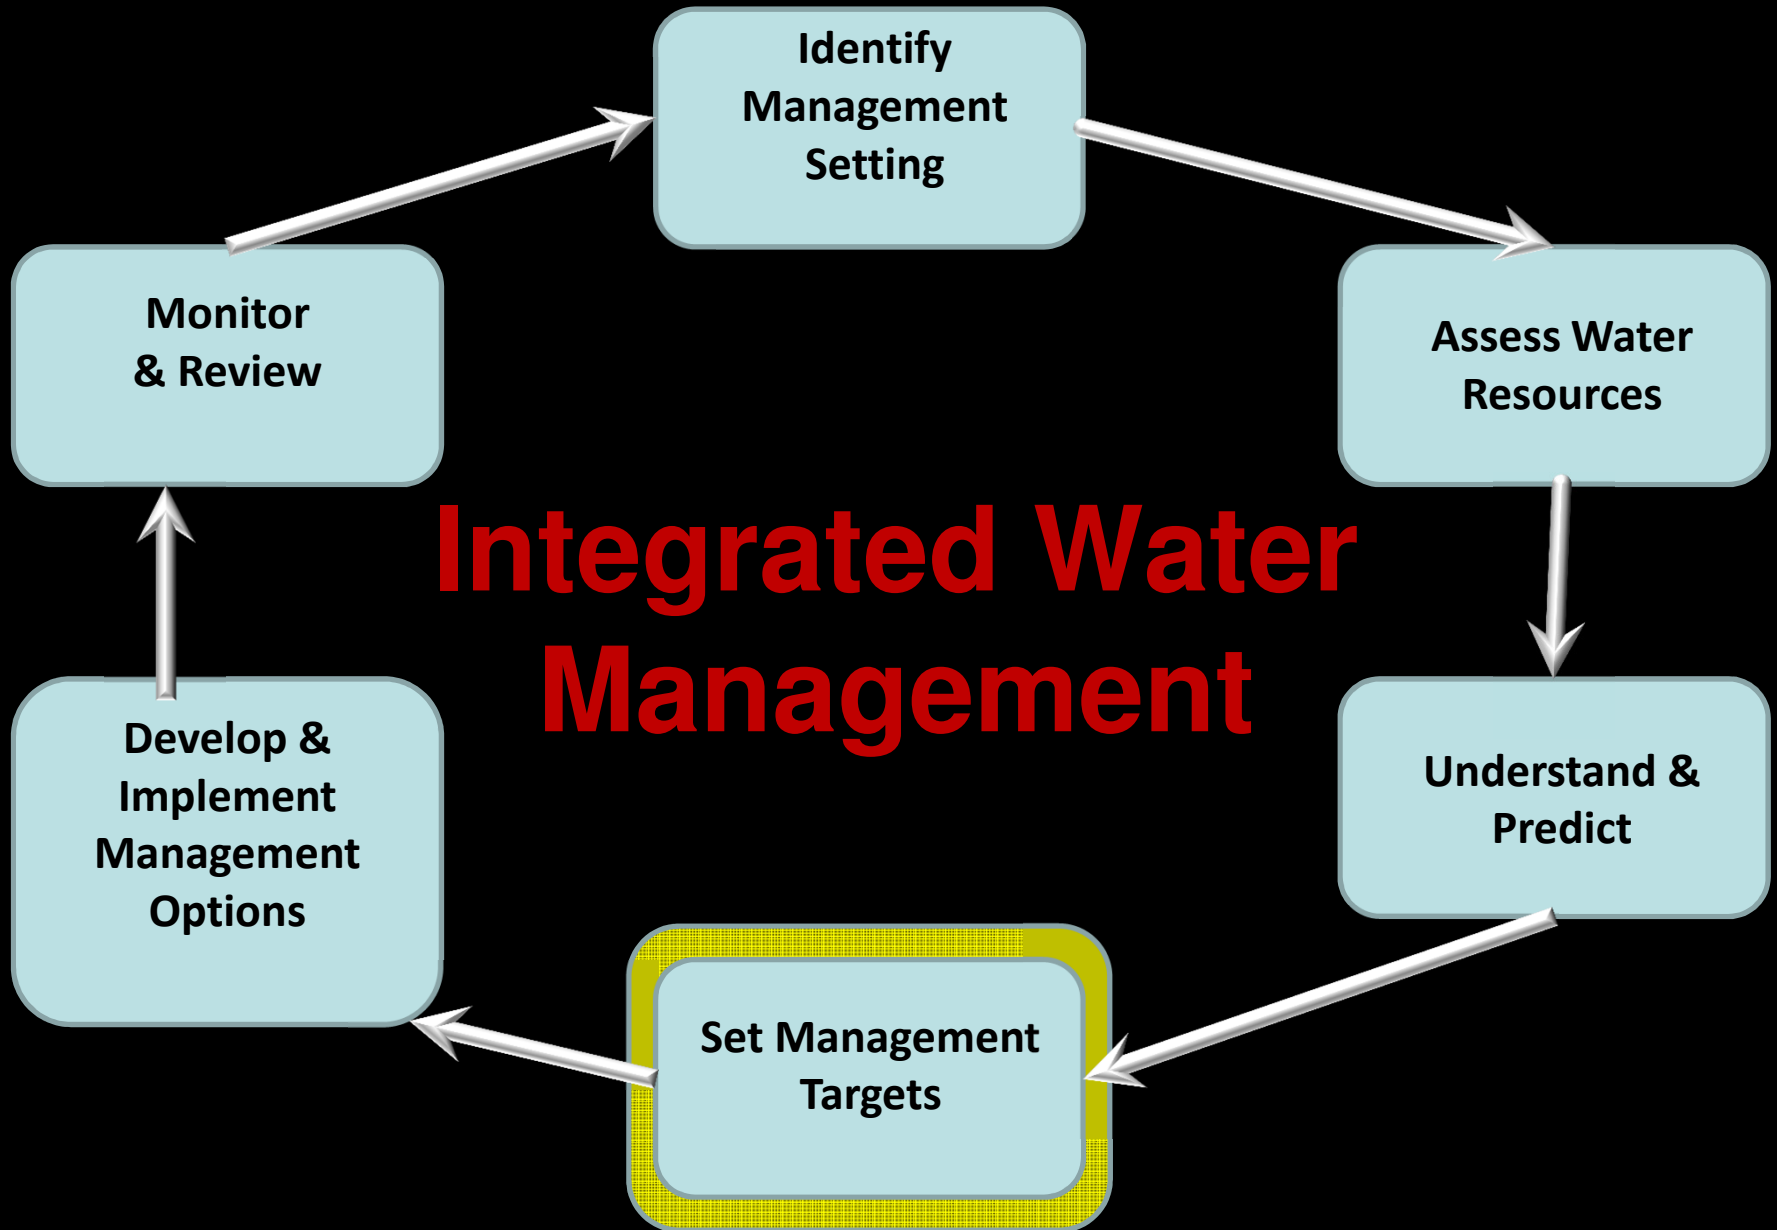 Identify
Management
Setting
Monitor
& Review
Assess Water
Resources
Integrated Water
Management
Develop &
Implement
Management
Options
Understand &
Predict
Set Management
Targets